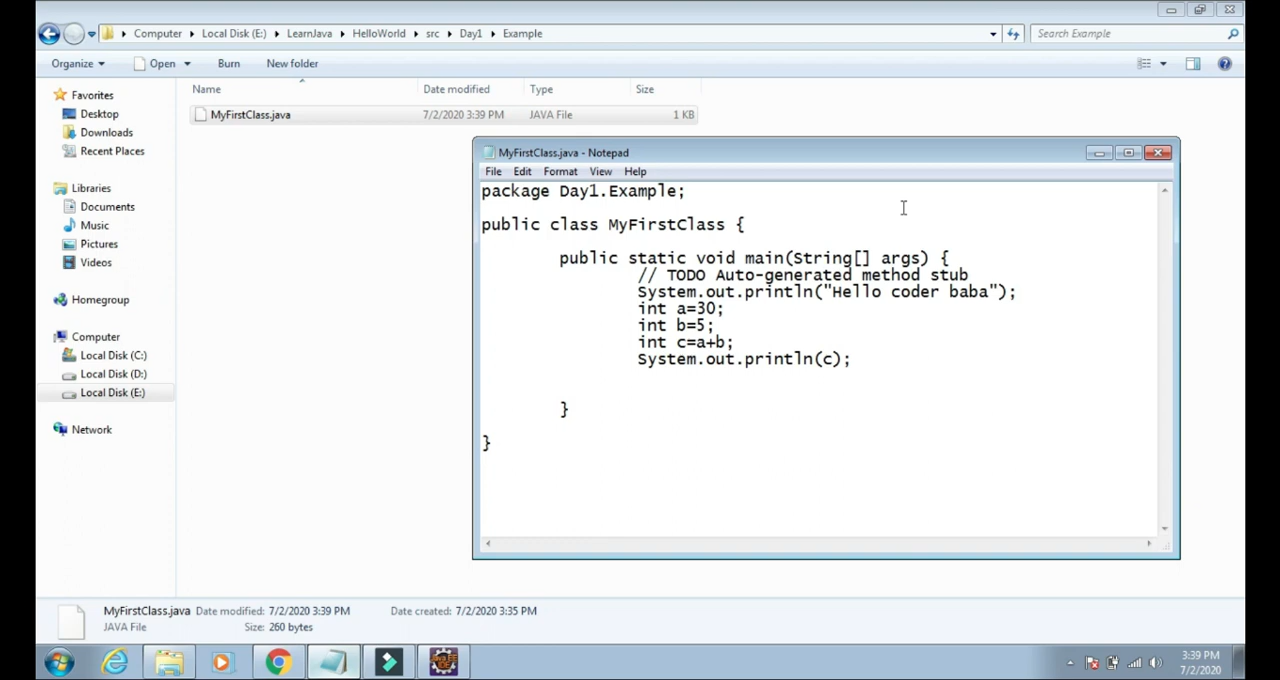 Computer Local Disk (E:) LearnJava HelloWorld src Day1 Example Search Example
Organize Open Burn New folder
Name Date modified Type Size
MyFirstClass.java 7/2/2020 3:39 PM JAVA File 1 KB
Favorites
Desktop
Downloads
Recent Places
Libraries
Documents
Music
Pictures
Videos
Homegroup
Computer
Local Disk (C:)
Local Disk (D:)
Local Disk (E:)
Network
MyFirstClass.java - Notepad
File Edit Format View Help
package Day1.Example;
public class MyFirstClass {
public static void main(String[] args) {
// TODO Auto-generated method stub
System.out.println("Hello coder baba");
int a=30;
int b=5;
int c=a+b;
System.out.println(c);
}
}
MyFirstClass.java Date modified: 7/2/2020 3:39 PM Date created: 7/2/2020 3:35 PM
JAVA File Size: 260 bytes
3:39 PM
7/2/2020